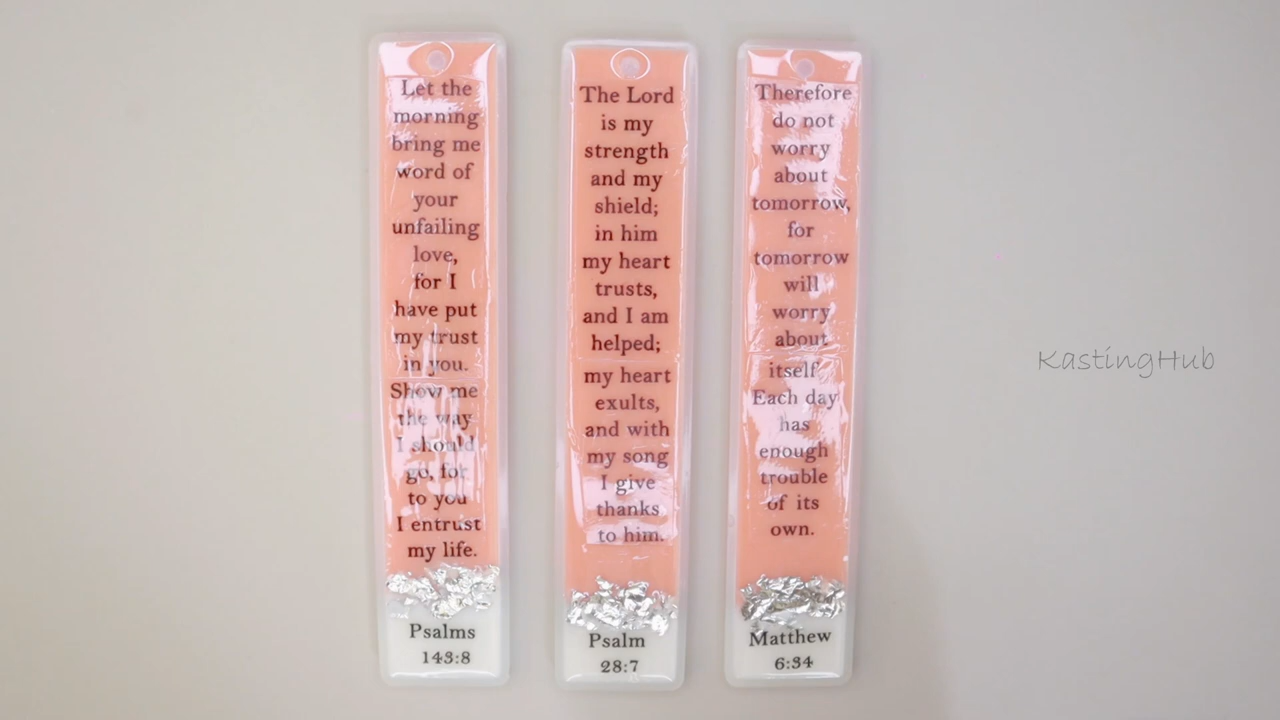 Let the
morning
bring me
word of
your
unfailing
love,
for I
have put
my trust
in you.
Show me
the way
I should
go, for
to you
I entrust
my life.
Psalms
143:8
The Lord
is my
strength
and my
shield;
in him
my heart
trusts,
and I am
helped;
my heart
exults,
and with
my song
I give
thanks
to him.
Psalm
28:7
Therefore
do not
worry
about
tomorrow,
for
tomorrow
will
worry
about
itself
Each day
has
enough
trouble
of its
own.
Matthew
6:34
KastingHub